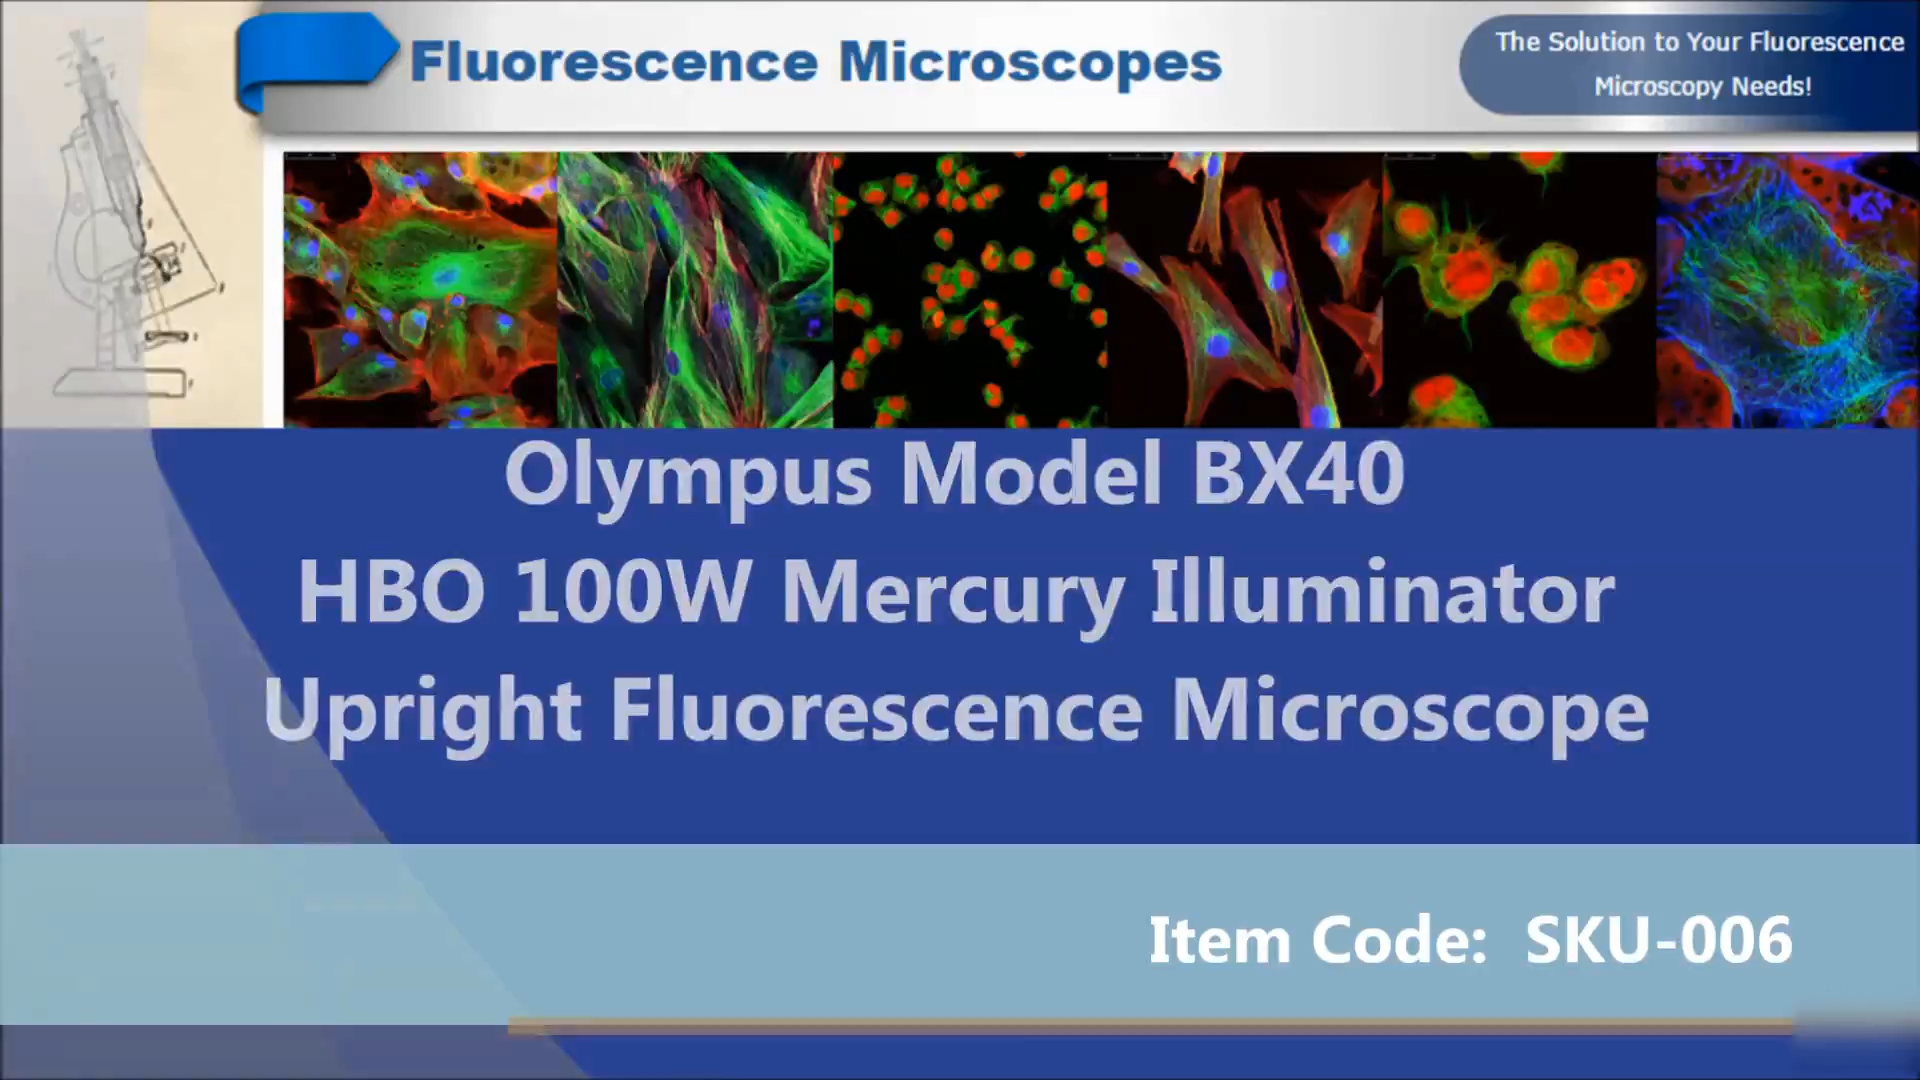 Fluorescence Microscopes
The Solution to Your Fluorescence
Microscopy Needs!
Olympus Model BX40
HBO 100W Mercury Illuminator
Upright Fluorescence Microscope
Item Code: SKU-006